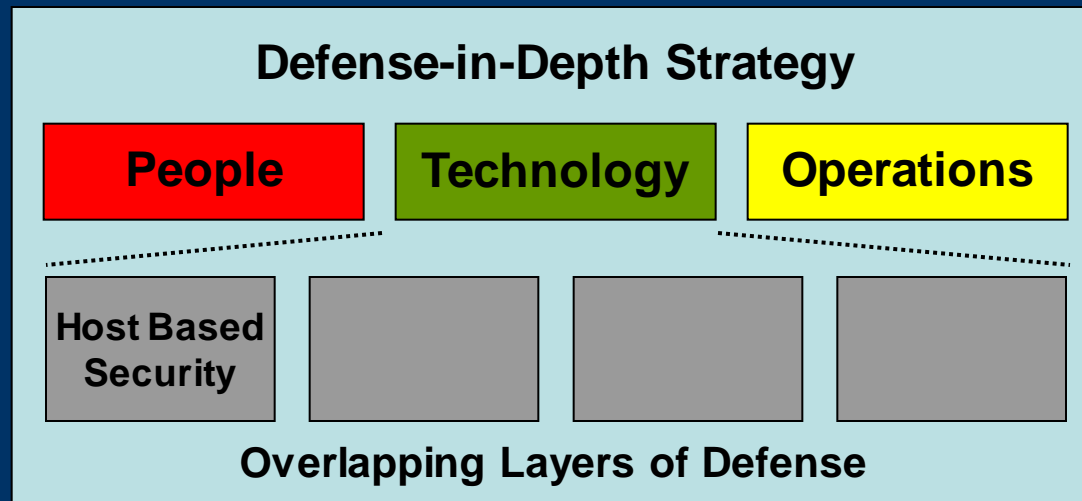 Defense-in-Depth Strategy
People
Technology
Operations
Host Based
Security
Overlapping Layers of Defense